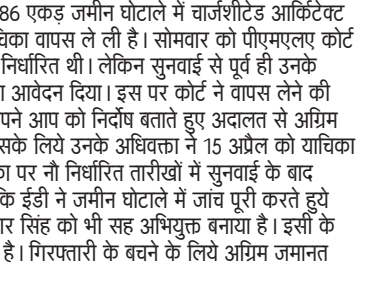 86 एकड़ जमीन घोटाले में चार्जशीटेड आर्किटेक्ट
वापस ले ली है। सोमवार को पीएमएलए कोर्ट
निर्धारित थी। लेकिन सुनवाई से पूर्व ही उनके
आवेदन दिया। इस पर कोर्ट ने वापस लेने की
पने आप को निर्दोष बताते हुए अदालत से अग्रिम
सके लिये उनके अधिवक्ता ने 15 अप्रैल को याचिका
पर नौ निर्धारित तारीखों में सुनवाई के बाद
कि ईडी ने जमीन घोटाले में जांच पूरी करते हुये
र सिंह को भी सह अभियुक्त बनाया है। इसी के
है। गिरफ्तारी के बचने के लिये अग्रिम जमानत